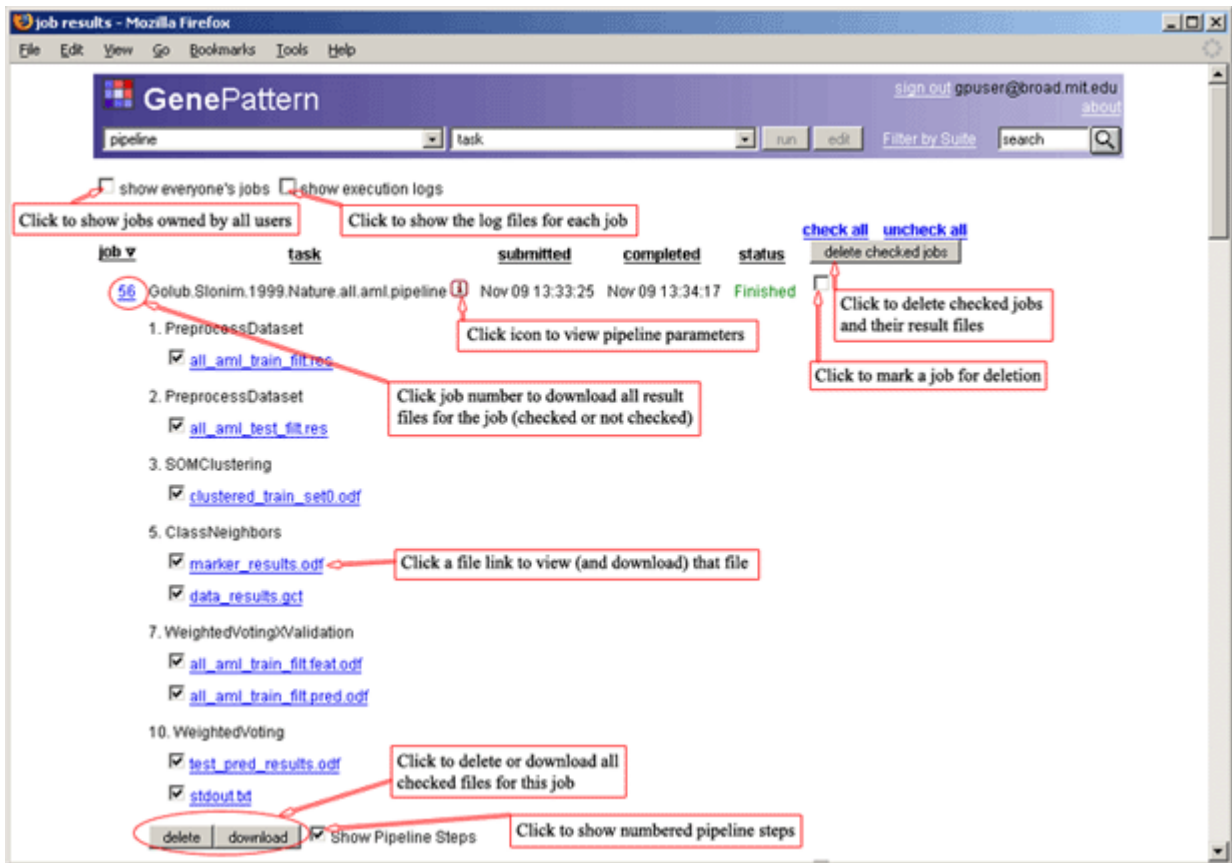 job results - Mozilla Firefox
File Edit View Go Bookmarks Tools Help
GenePattern
sign out gpuser@broad.mit.edu
about
pipeline task run edit Filter by Suite search
show everyone's jobs show execution logs
Click to show jobs owned by all users
Click to show the log files for each job
check all uncheck all
job task submitted completed status delete checked jobs
56 Golub.Slonim.1999.Nature.all.aml.pipeline i Nov 09 13:33:25 Nov 09 13:34:17 Finished
Click to delete checked jobs
and their result files
Click icon to view pipeline parameters
1. PreprocessDataset
all_aml_train_filt.res
Click to mark a job for deletion
Click job number to download all result
files for the job (checked or not checked)
2. PreprocessDataset
all_aml_test_filt.res
3. SOMClustering
clustered_train_set0.odf
5. ClassNeighbors
marker_results.odf
Click a file link to view (and download) that file
data_results.gct
7. WeightedVotingXValidation
all_aml_train_filt.feat.odf
all_aml_train_filt.pred.odf
10. WeightedVoting
test_pred_results.odf
Click to delete or download all
checked files for this job
stdout.txt
delete download Show Pipeline Steps
Click to show numbered pipeline steps